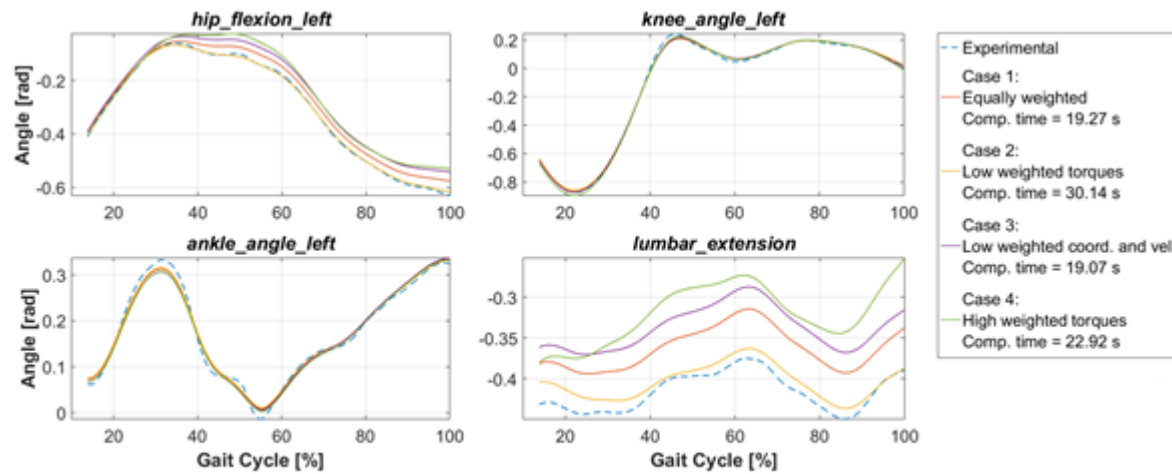 hip_flexion_left
knee_angle_left
Angle [rad]
-0.2
-0.4
-0.6
20
40
60
80
100
0.2
0
-0.2
-0.4
-0.6
-0.8
20
40
60
80
100
ankle_angle_left
lumbar_extension
Angle [rad]
0.3
0.2
0.1
0
20
40
60
80
100
Gait Cycle [%]
-0.3
-0.35
-0.4
20
40
60
80
100
Gait Cycle [%]
Experimental
Case 1:
Equally weighted
Comp. time = 19.27 s
Case 2:
Low weighted torques
Comp. time = 30.14 s
Case 3:
Low weighted coord. and vel
Comp. time = 19.07 s
Case 4:
High weighted torques
Comp. time = 22.92 s